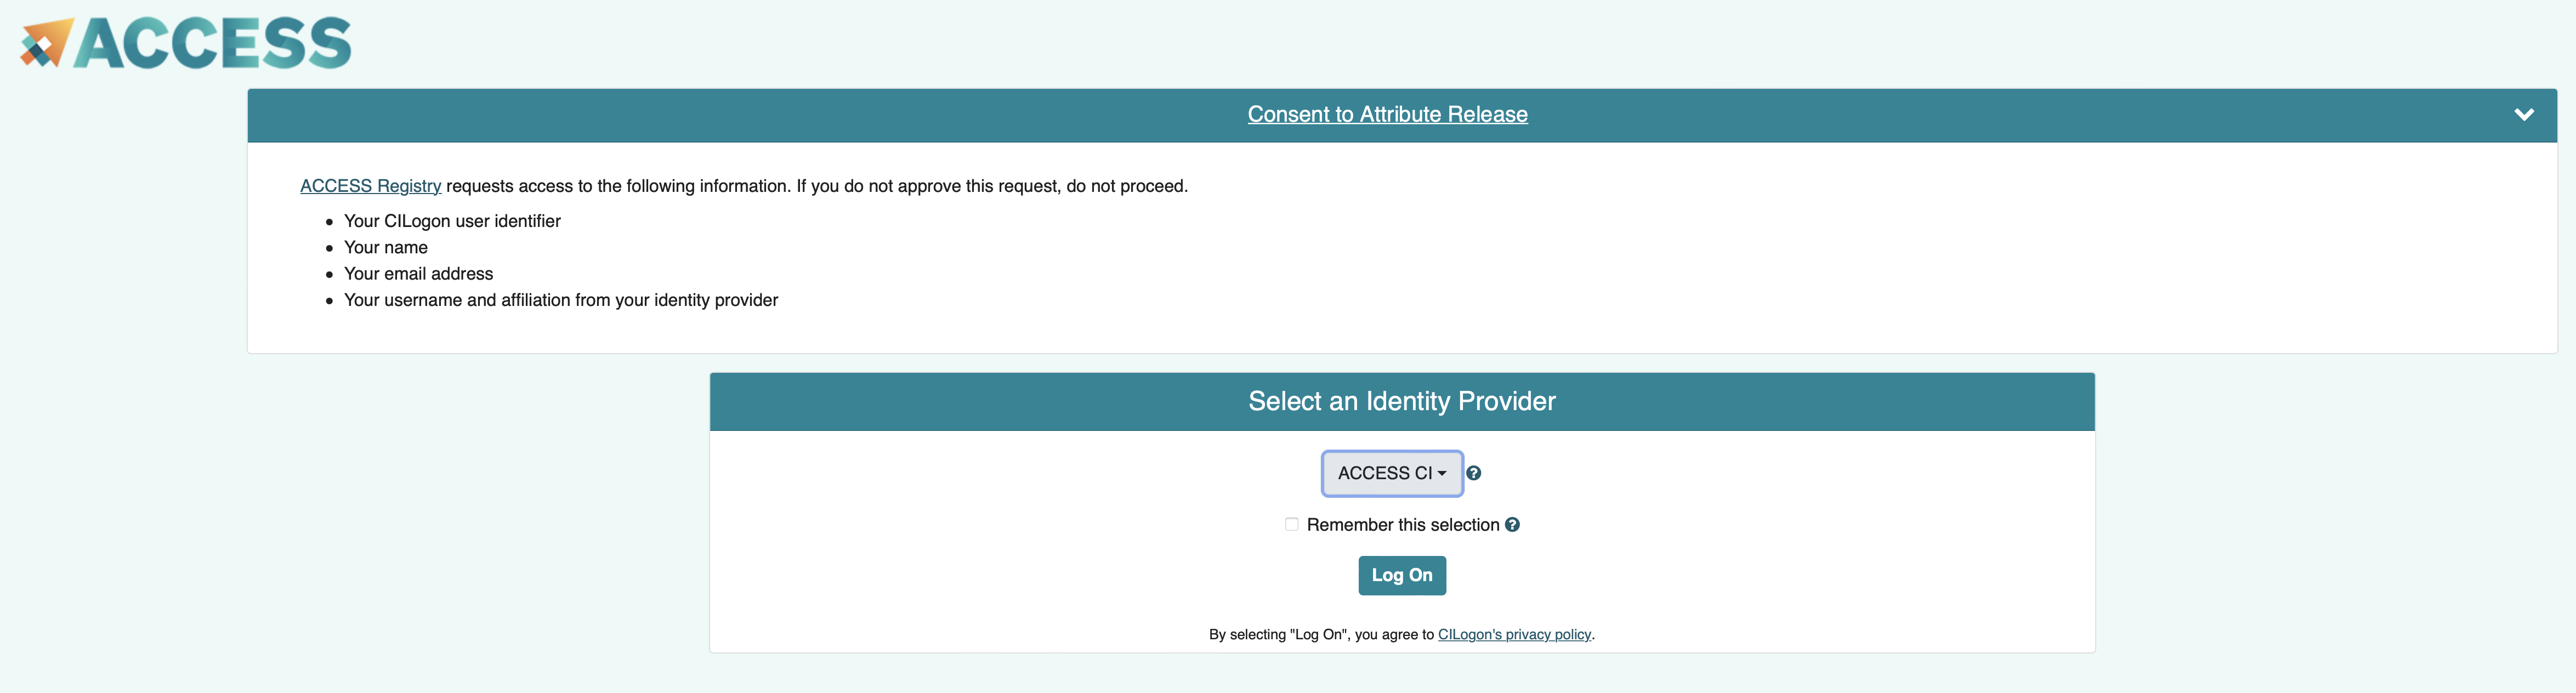 ACCESS
Consent to Attribute Release
ACCESS Registry requests access to the following information. If you do not approve this request, do not proceed.
Your CILogon user identifier
Your name
Your email address
Your username and affiliation from your identity provider
Select an Identity Provider
ACCESS CI
Remember this selection
Log On
By selecting "Log On", you agree to CILogon's privacy policy.